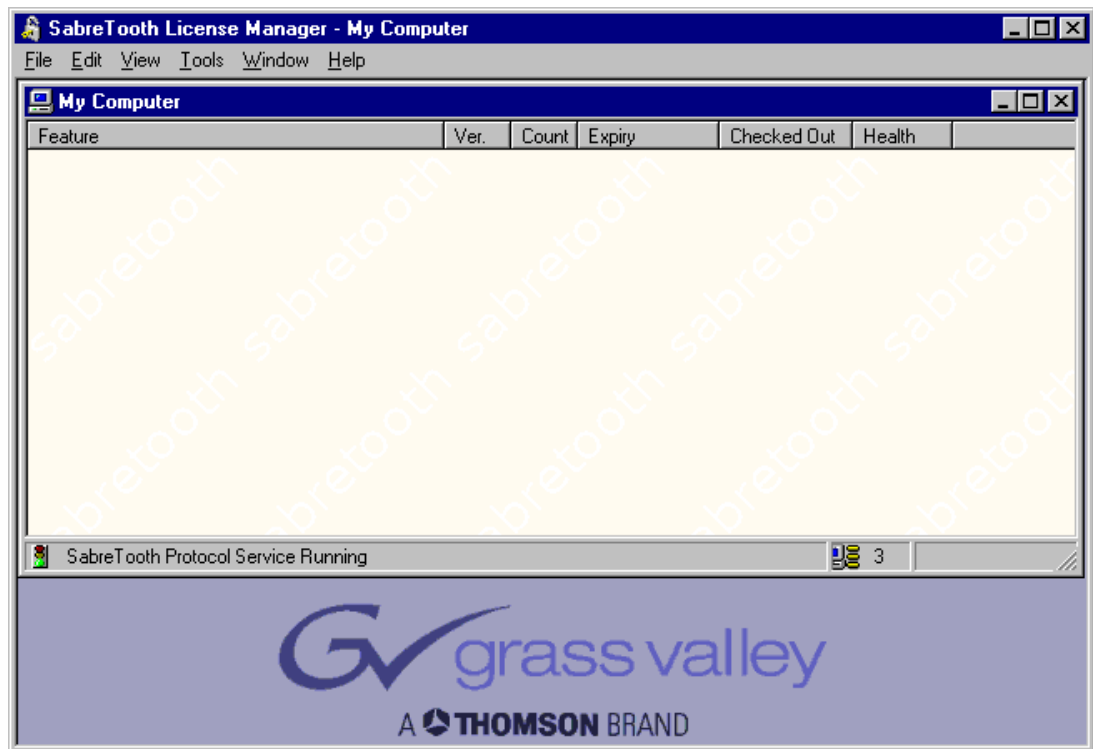 SabreTooth License Manager - My Computer
File Edit View Tools Window Help
My Computer
Feature Ver. Count Expiry Checked Out Health
sabretooth sabretooth sabretooth sabretooth sabretooth
sabretooth sabretooth sabretooth sabretooth sabretooth
SabreTooth Protocol Service Running 3
GV grass valley
A THOMSON BRAND